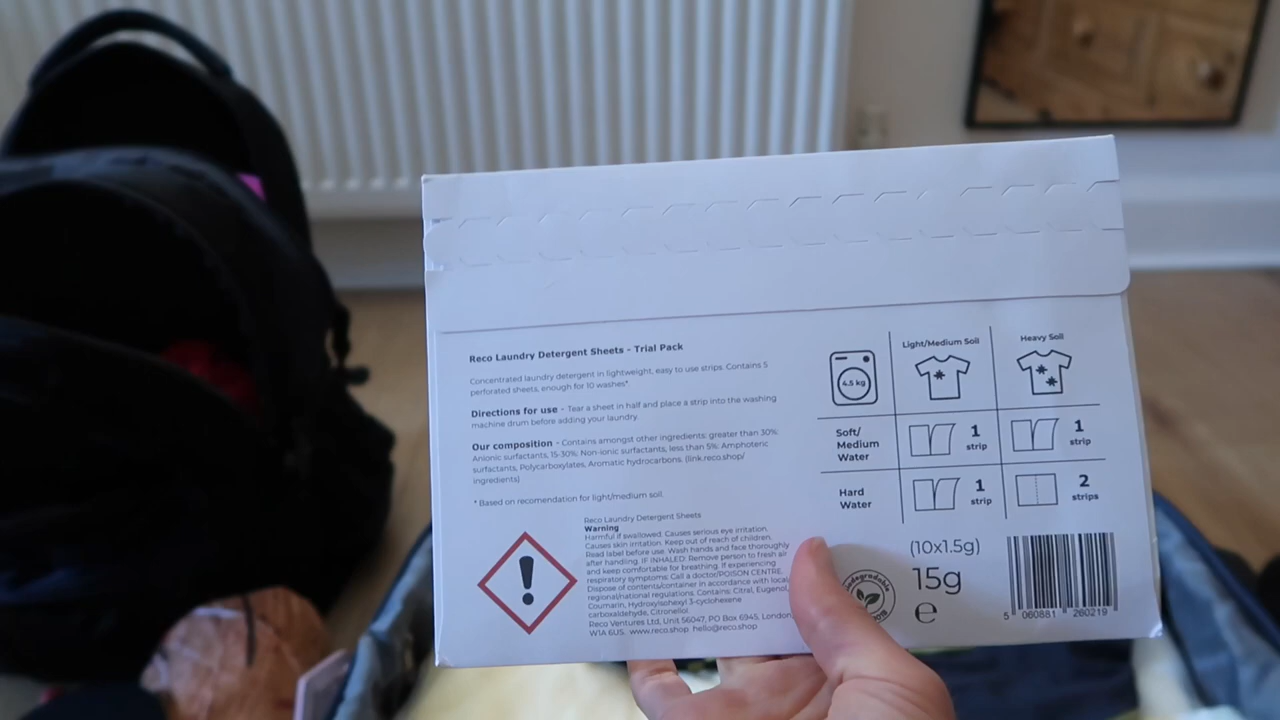 Reco Laundry Detergent Sheets - Trial Pack
Concentrated laundry detergent in lightweight, easy to use strips. Contains 5
perforated sheets, enough for 10 washes*
Directions for use - Tear a sheet in half and place a strip into the washing
machine drum before adding your laundry.
Our composition - Contains amongst other ingredients: greater than 30%:
Anionic surfactants, 15-30%: Non-ionic surfactants, less than 5%: Amphoteric
surfactants, Polycarboxylates, Aromatic hydrocarbons. (link.reco.shop/
ingredients)
* Based on recomendation for light/medium soil.
Reco Laundry Detergent Sheets
Warning
Harmful if swallowed. Causes serious eye irritation.
Causes skin irritation. Keep out of reach of children.
Read label before use. Wash hands and face thoroughly
after handling. IF INHALED: Remove person to fresh air
and keep comfortable for breathing. If experiencing
respiratory symptoms: Call a doctor/POISON CENTRE.
Dispose of contents/container in accordance with local/
regional/national regulations. Contains: Citral, Eugenol,
Coumarin, Hydroxyisohexyl 3-cyclohexene
carboxaldehyde, Citronellol.
Reco Ventures Ltd, Unit 56047, PO Box 6945, London,
W1A 6US. www.reco.shop hello@reco.shop
4.5 kg
Light/Medium Soil
Heavy Soil
Soft/
Medium
Water
1
strip
1
strip
Hard
Water
1
strip
2
strips
(10x1.5g)
15g
e
5 060881 260219